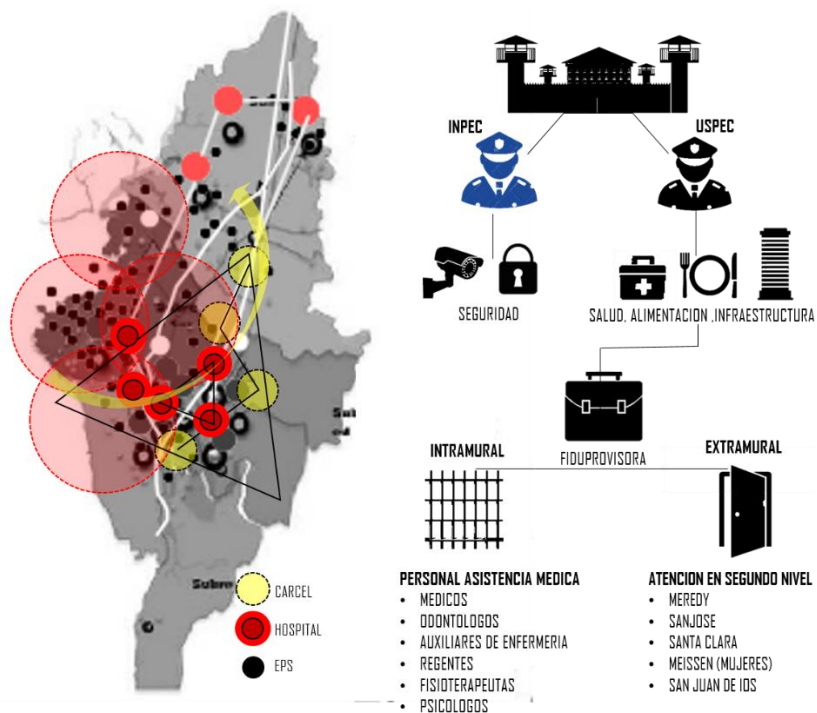 INPEC
USPEC
SEGURIDAD
SALUD, ALIMENTACION ,INFRAESTRUCTURA
FIDUPROVISORA
INTRAMURAL
EXTRAMURAL
PERSONAL ASISTENCIA MEDICA
• MEDICOS
• ODONTOLOGOS
• AUXILIARES DE ENFERMERIA
• REGENTES
• FISIOTERAPEUTAS
• PSICOLOGOS
ATENCION EN SEGUNDO NIVEL
• MEREDY
• SANJOSE
• SANTA CLARA
• MEISSEN (MUJERES)
• SAN JUAN DE IOS
CARCEL
HOSPITAL
EPS